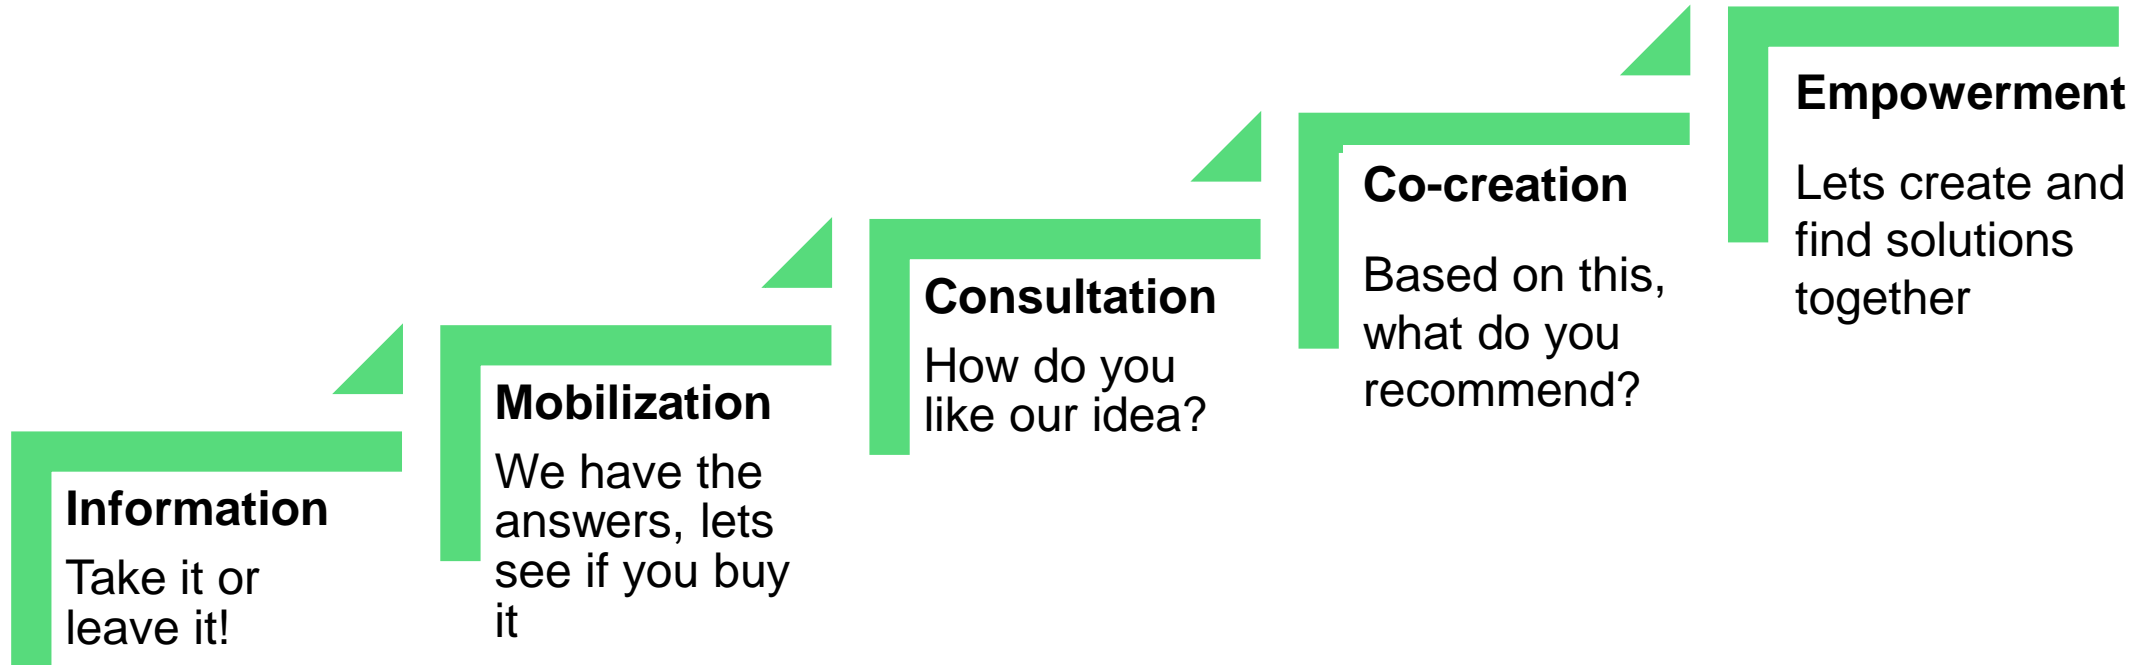 Information
Take it or
leave it!
Mobilization
We have the
answers, lets
see if you buy
it
Consultation
How do you
like our idea?
Co-creation
Based on this,
what do you
recommend?
Empowerment
Lets create and
find solutions
together